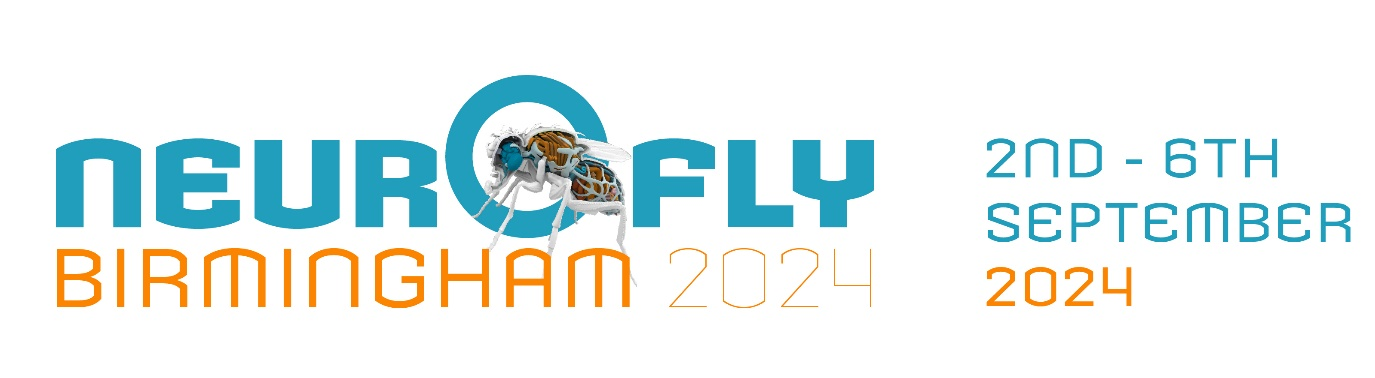 NEUROFLY
BIRMINGHAM 2024
2ND - 6TH
SEPTEMBER
2024